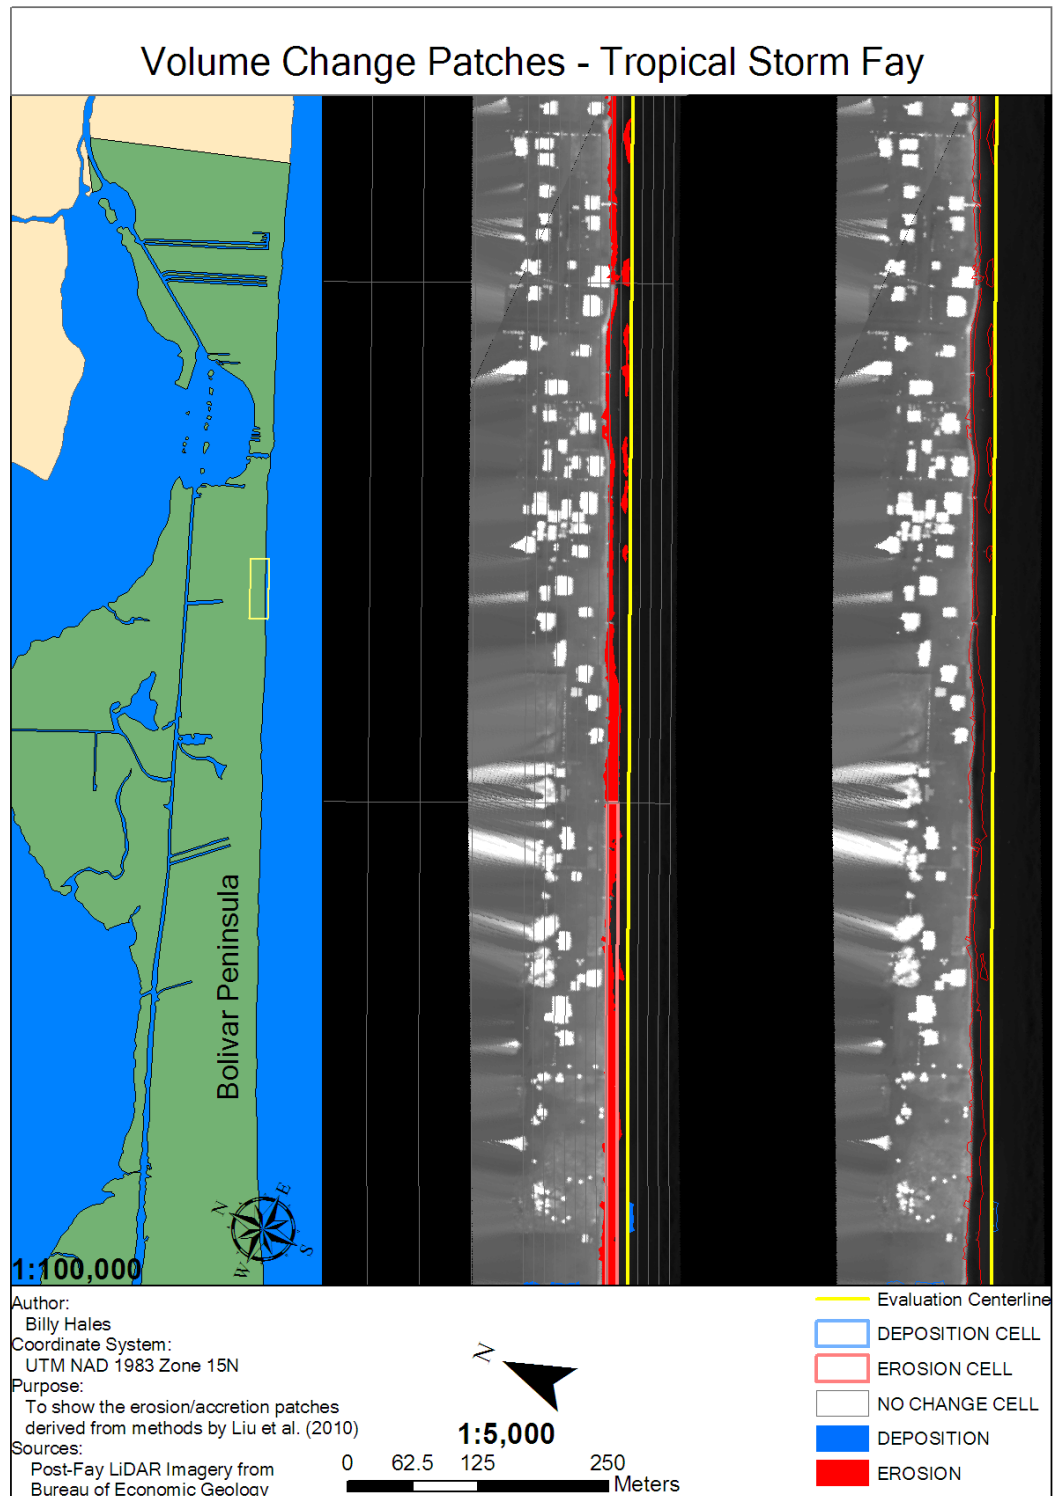 Volume Change Patches - Tropical Storm Fay
Bolivar Peninsula
N
E
S
W
1:100,000
Author:
Billy Hales
Coordinate System:
UTM NAD 1983 Zone 15N
Purpose:
To show the erosion/accretion patches
derived from methods by Liu et al. (2010)
Sources:
Post-Fay LiDAR Imagery from
Bureau of Economic Geology
N
1:5,000
0 62.5 125 250
Meters
Evaluation Centerline
DEPOSITION CELL
EROSION CELL
NO CHANGE CELL
DEPOSITION
EROSION